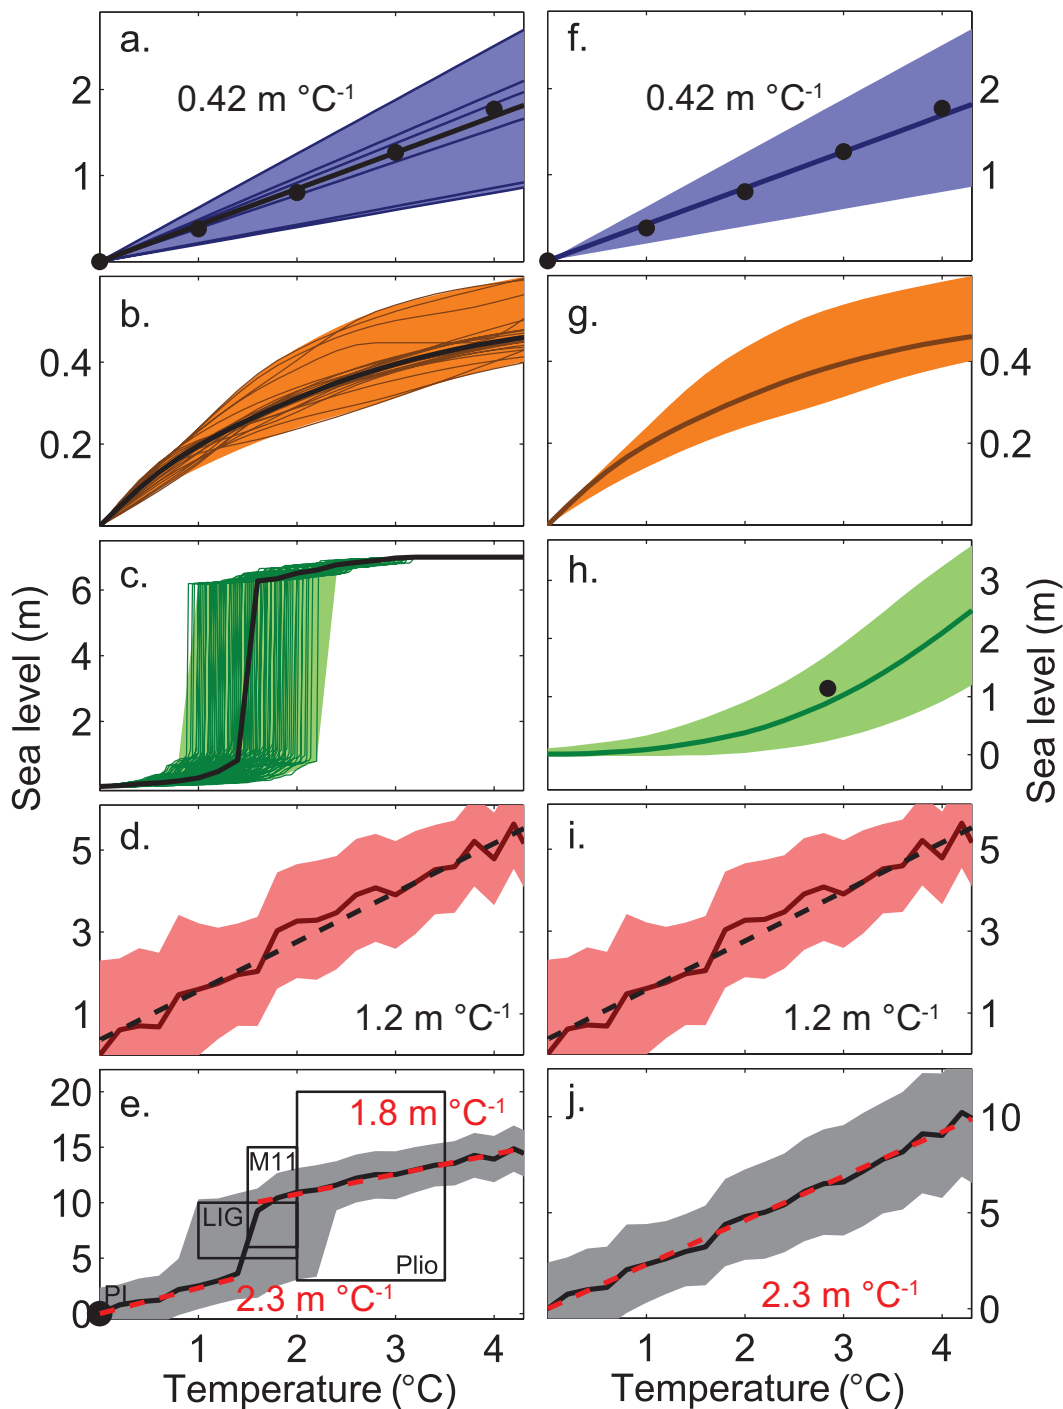 a.
0.42 m °C-1
2
1
f.
0.42 m °C-1
2
1
b.
0.4
0.2
g.
0.4
0.2
c.
6
4
2
h.
3
2
1
0
Sea level (m)
Sea level (m)
d.
5
3
1
1.2 m °C-1
i.
5
3
1
1.2 m °C-1
e.
20
15
10
5
0
1.8 m °C-1
M11
LIG
Plio
PI
2.3 m °C-1
j.
10
5
0
2.3 m °C-1
1 2 3 4
1 2 3 4
Temperature (°C)
Temperature (°C)